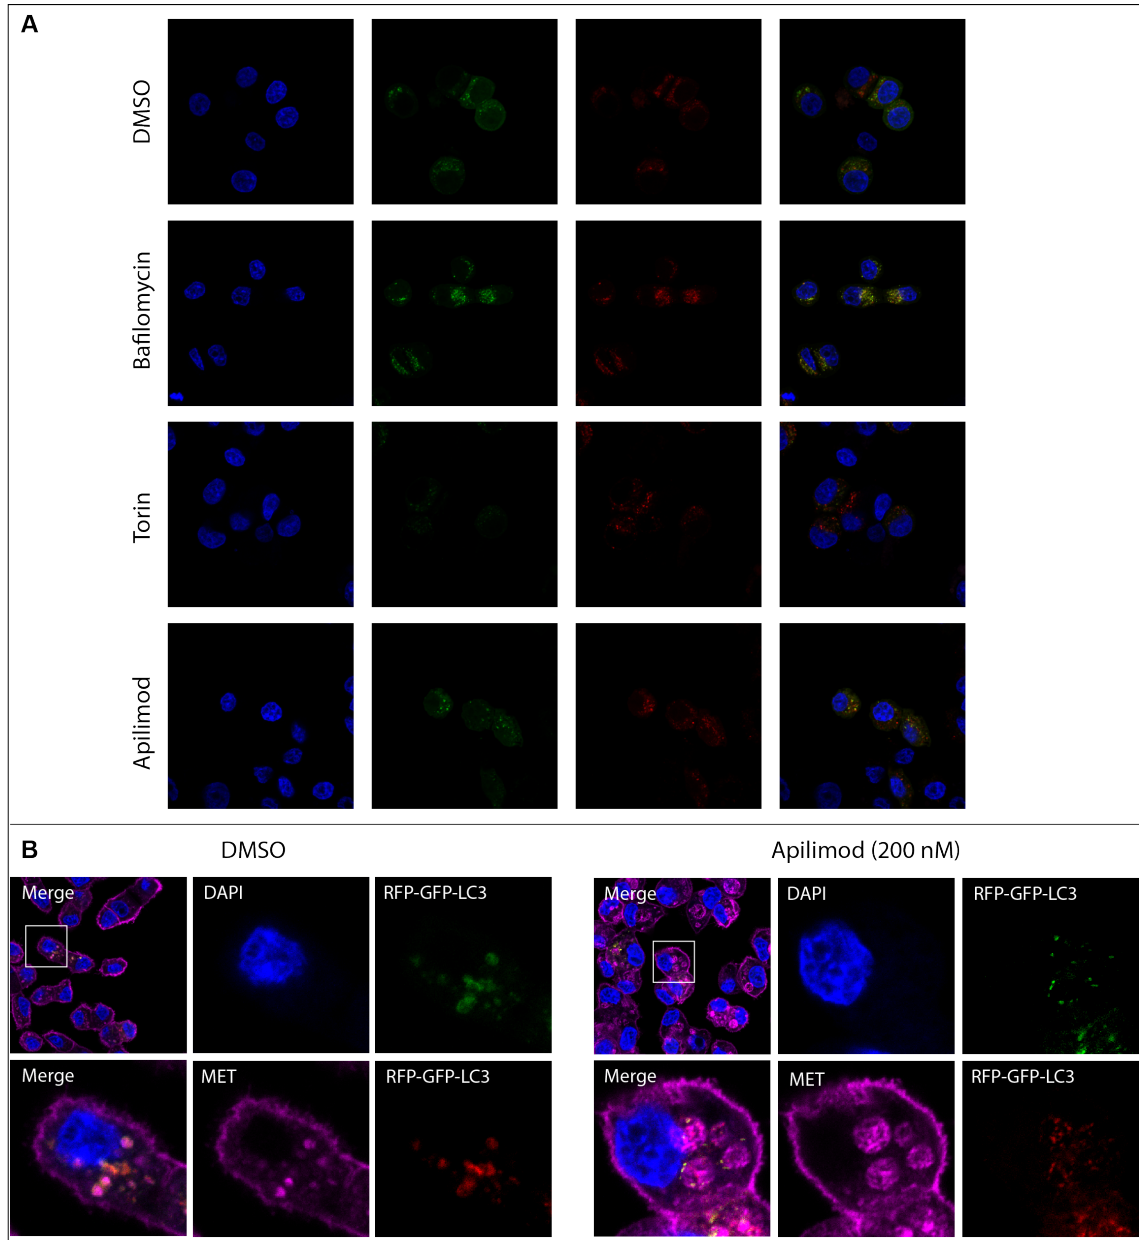 A
DMSO
Bafilomycin
Torin
Apilimod
B
DMSO
Apilimod (200 nM)
Merge
DAPI
RFP-GFP-LC3
Merge
DAPI
RFP-GFP-LC3
Merge
MET
RFP-GFP-LC3
Merge
MET
RFP-GFP-LC3